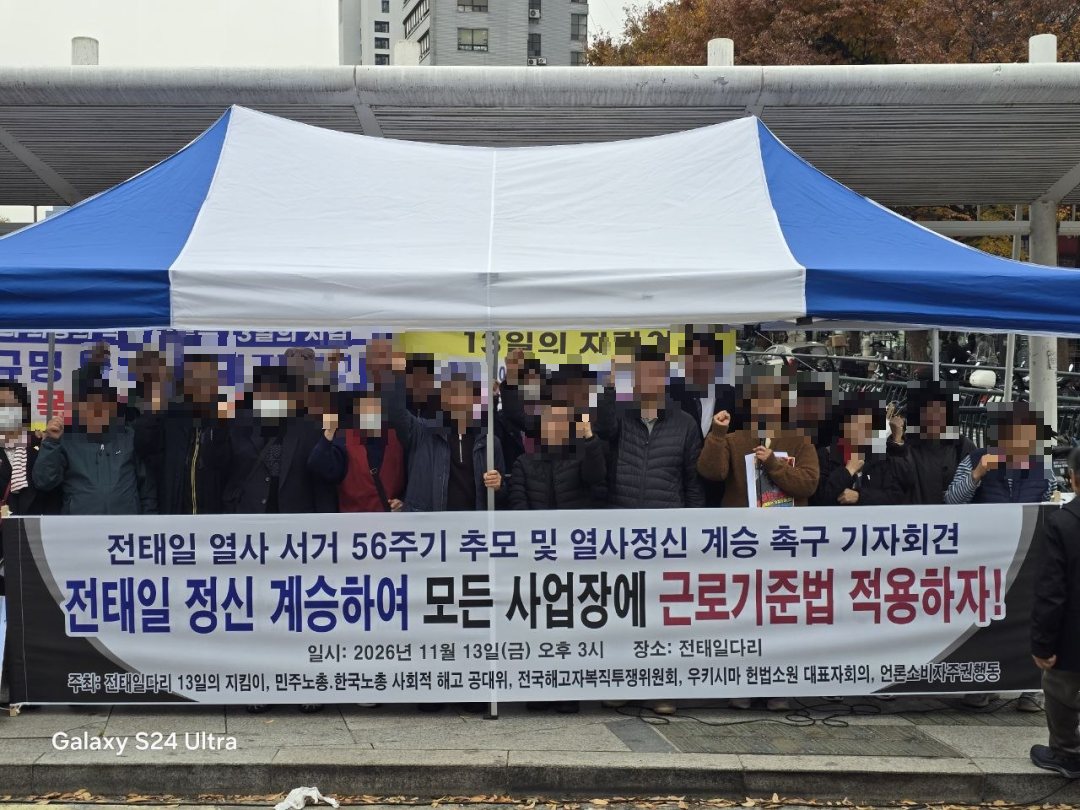 3일의 지킴
13일의 지킴이
전태일 열사 서거 56주기 추모 및 열사정신 계승 촉구 기자회견
전태일 정신 계승하여 모든 사업장에 근로기준법 적용하자!
일시: 2026년 11월 13일(금) 오후 3시 장소: 전태일다리
주최: 전태일다리 13일의 지킴이, 민주노총.한국노총 사회적 해고 공대위, 전국해고자복직투쟁위원회, 우키시마 헌법소원 대표자회의, 언론소비자주권행동
Galaxy S24 Ultra